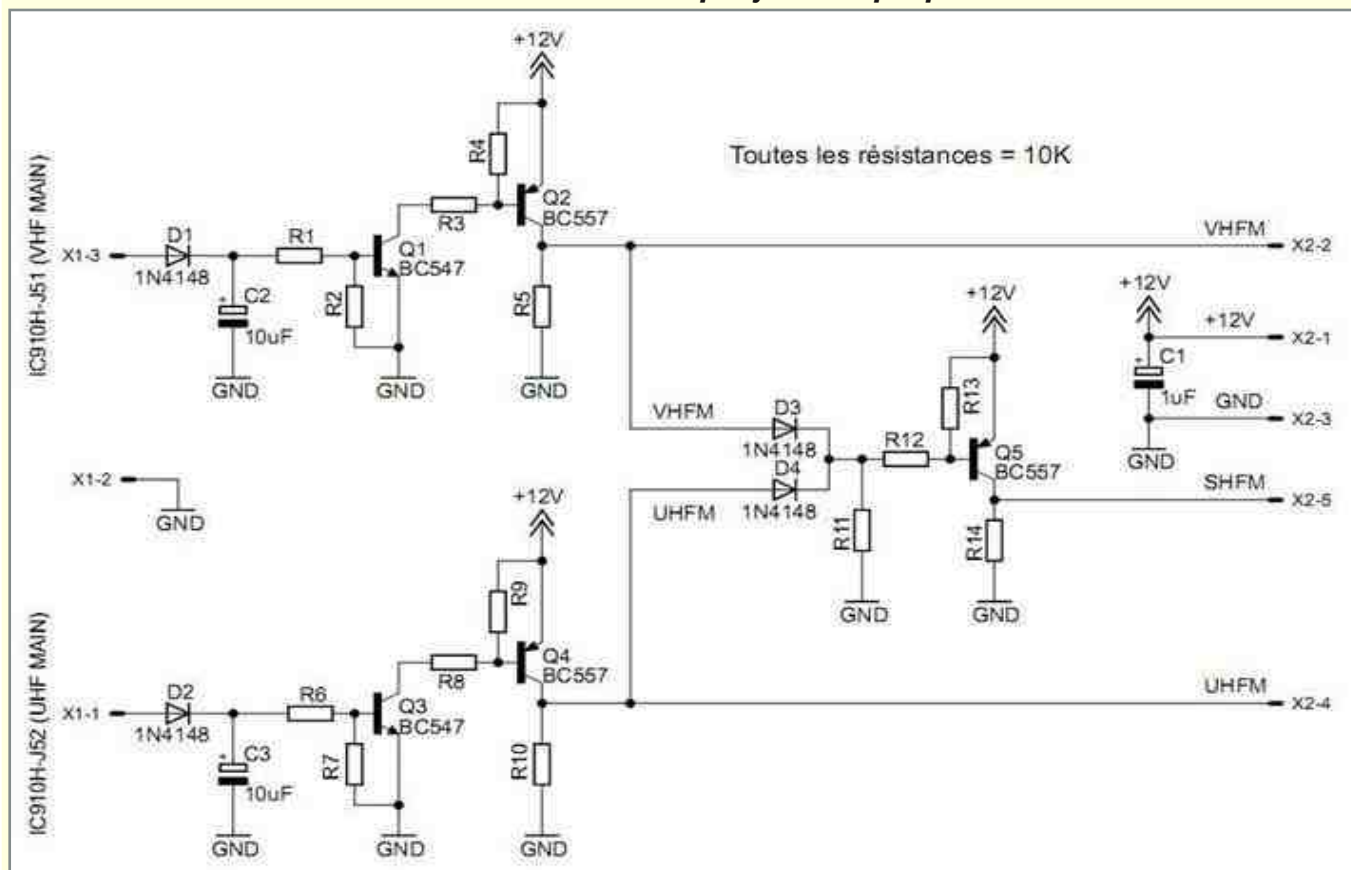 +12V
Toutes les résistances = 10K
IC910H-J51 (VHF MAIN)
R4
Q2
BC557
R3
X1-3
D1
1N4148
R1
Q1
BC547
VHFM
X2-2
C2
+
10uF
R2
R5
+12V
+12V
+12V
X2-1
GND
GND
GND
C1
+
1uF
GND
X2-3
GND
R13
VHFM
D3
1N4148
R12
Q5
BC557
X1-2
GND
+12V
D4
1N4148
UHFM
SHFM
X2-5
R11
R14
GND
GND
IC910H-J52 (UHF MAIN)
R9
Q4
BC557
R8
X1-1
D2
1N4148
R6
Q3
BC547
UHFM
X2-4
C3
+
10uF
R7
R10
GND
GND
GND